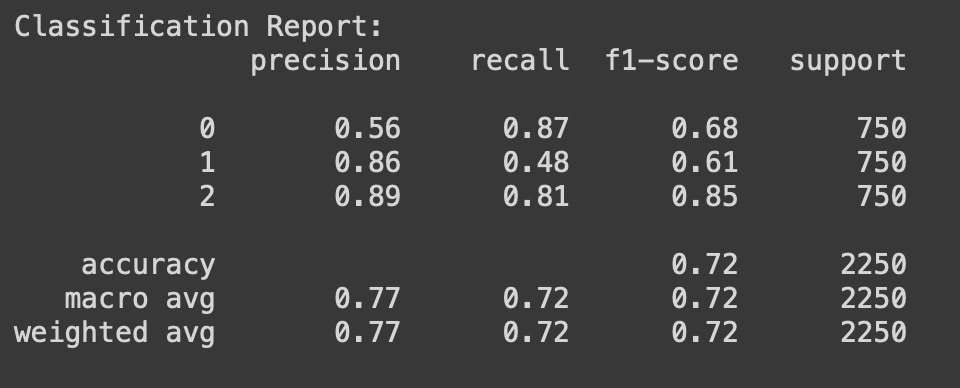 Classification Report:
precision recall f1-score support
0 0.56 0.87 0.68 750
1 0.86 0.48 0.61 750
2 0.89 0.81 0.85 750
accuracy 0.72 2250
macro avg 0.77 0.72 0.72 2250
weighted avg 0.77 0.72 0.72 2250